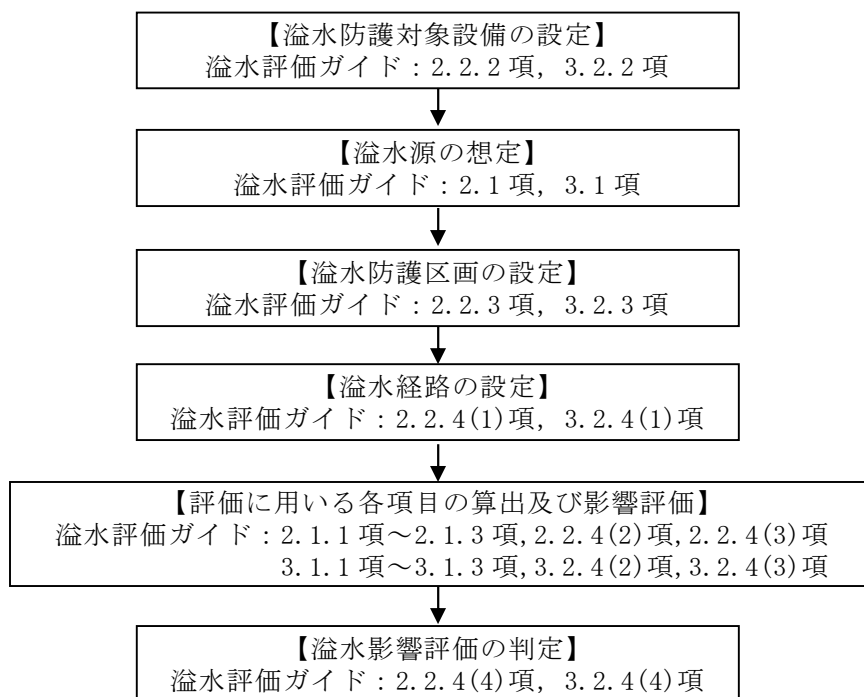 【溢水防護対象設備の設定】
溢水評価ガイド：2.2.2 項, 3.2.2 項
【溢水源の想定】
溢水評価ガイド：2.1 項, 3.1 項
【溢水防護区画の設定】
溢水評価ガイド：2.2.3 項, 3.2.3 項
【溢水経路の設定】
溢水評価ガイド：2.2.4(1)項, 3.2.4(1)項
【評価に用いる各項目の算出及び影響評価】
溢水評価ガイド：2.1.1 項～2.1.3 項,2.2.4(2)項,2.2.4(3)項
3.1.1 項～3.1.3 項,3.2.4(2)項,3.2.4(3)項
【溢水影響評価の判定】
溢水評価ガイド：2.2.4(4)項, 3.2.4(4)項